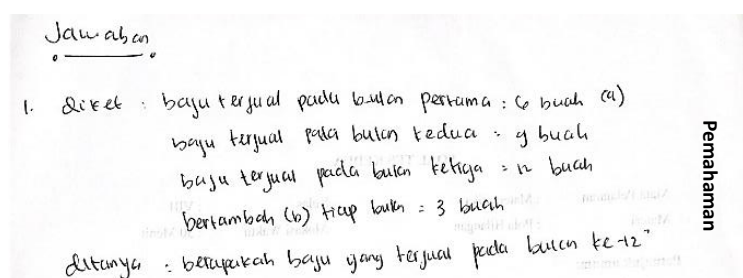 Jawaban
1. Diket : baju terjual pada bulan pertama : 6 buah (a)
baju terjual pada bulan kedua = 9 buah
baju terjual pada bulan ketiga = 12 buah
bertambah (b) tiap bulan = 3 buah
ditanya : berapakah baju yang terjual pada bulan ke-12
Pemahaman